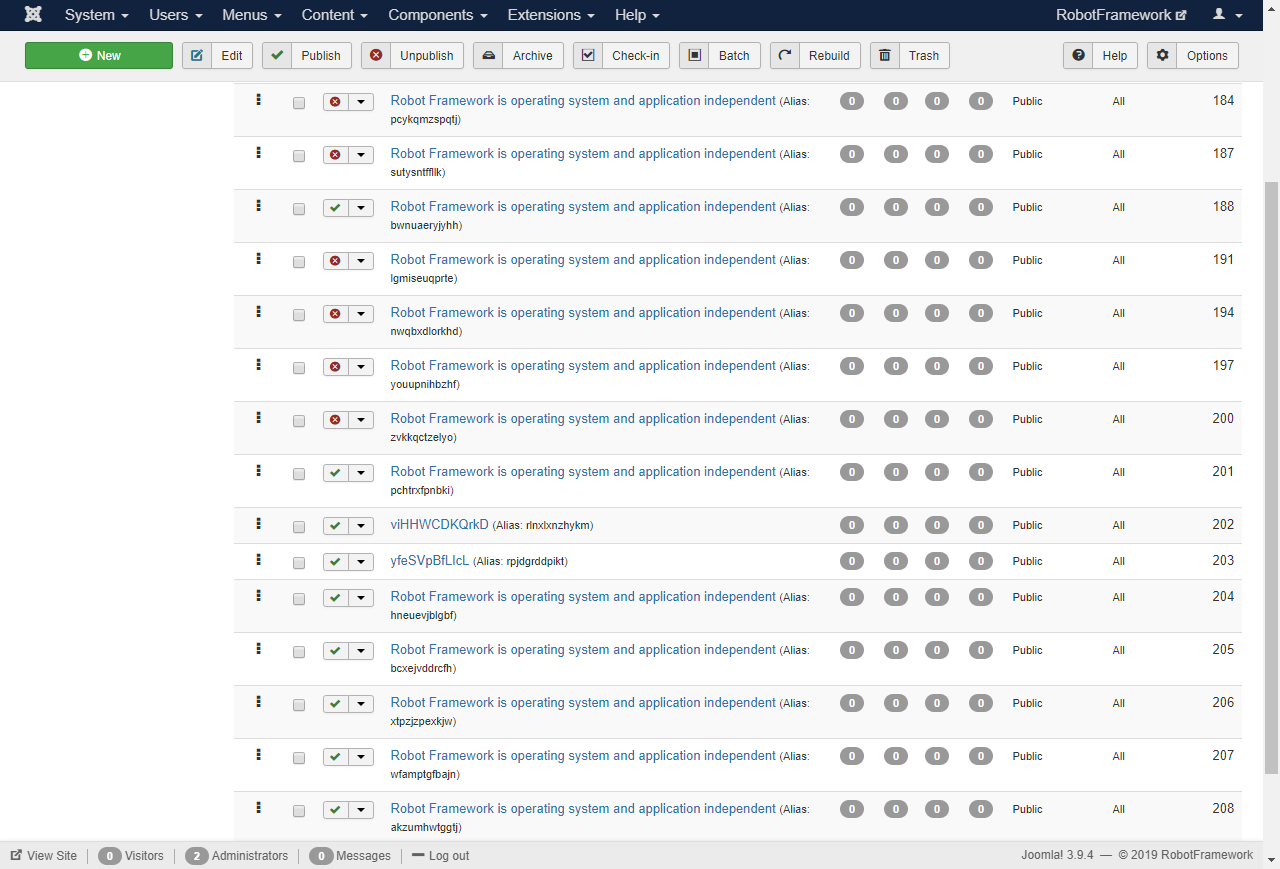 System Users Menus Content Components Extensions Help RobotFramework
New Edit Publish Unpublish Archive Check-in Batch Rebuild Trash Help Options
Robot Framework is operating system and application independent (Alias: 0 0 0 0 Public All 184
pcykqmzspqtj)
Robot Framework is operating system and application independent (Alias: 0 0 0 0 Public All 187
sutysntffllk)
Robot Framework is operating system and application independent (Alias: 0 0 0 0 Public All 188
bwnuaeryjyhh)
Robot Framework is operating system and application independent (Alias: 0 0 0 0 Public All 191
lgmiseuqprte)
Robot Framework is operating system and application independent (Alias: 0 0 0 0 Public All 194
nwqbxdlorkhd)
Robot Framework is operating system and application independent (Alias: 0 0 0 0 Public All 197
youupnihbzhf)
Robot Framework is operating system and application independent (Alias: 0 0 0 0 Public All 200
zvkkqctzelyo)
Robot Framework is operating system and application independent (Alias: 0 0 0 0 Public All 201
pchtrxfpnbki)
viHHWCDKQrkD (Alias: rlnxlxnzhykm) 0 0 0 0 Public All 202
yfeSVpBfLIcL (Alias: rpjdgrddpikt) 0 0 0 0 Public All 203
Robot Framework is operating system and application independent (Alias: 0 0 0 0 Public All 204
hneuevjblgbf)
Robot Framework is operating system and application independent (Alias: 0 0 0 0 Public All 205
bcxejvddrcfh)
Robot Framework is operating system and application independent (Alias: 0 0 0 0 Public All 206
xtpzjzpexkjw)
Robot Framework is operating system and application independent (Alias: 0 0 0 0 Public All 207
wfamptgfbajn)
Robot Framework is operating system and application independent (Alias: 0 0 0 0 Public All 208
akzumhwtggtj)
View Site 0 Visitors 2 Administrators 0 Messages Log out Joomla! 3.9.4 — © 2019 RobotFramework